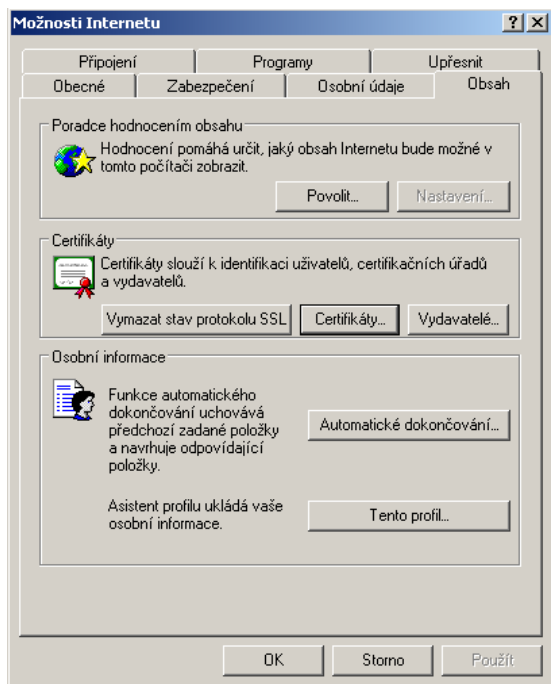 Možnosti Internetu
Připojení Programy Upřesnit
Obecné Zabezpečení Osobní údaje Obsah
Poradce hodnocením obsahu
Hodnocení pomáhá určit, jaký obsah Internetu bude možné v
tomto počítači zobrazit.
Povolit... Nastavení...
Certifikáty
Certifikáty slouží k identifikaci uživatelů, certifikačních úřadů
a vydavatelů.
Vymazat stav protokolu SSL Certifikáty... Vydavatelé...
Osobní informace
Funkce automatického
dokončování uchovává
předchozí zadané položky
a navrhuje odpovídající
položky.
Automatické dokončování...
Asistent profilu ukládá vaše
osobní informace.
Tento profil...
OK Storno Použít